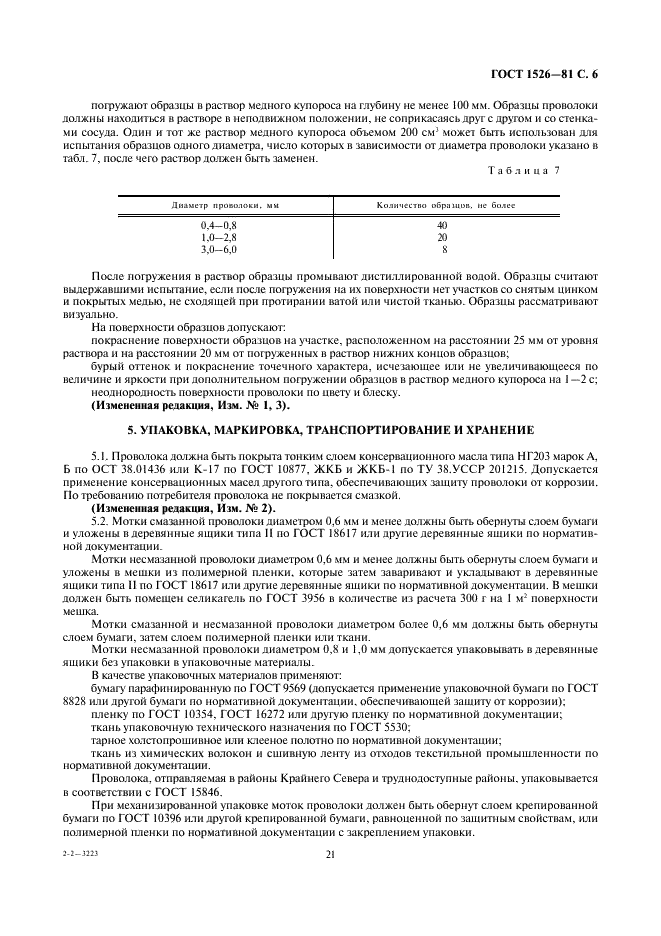 ГОСТ 1526—81 С. 6
погружают образцы в раствор медного купороса на глубину не менее 100 мм. Образцы проволоки
должны находиться в растворе в неподвижном положении, не соприкасаясь друг с другом и со стенка-
ми сосуда. Один и тот же раствор медного купороса объемом 200 см³ может быть использован для
испытания образцов одного диаметра, число которых в зависимости от диаметра проволоки указано в
табл. 7, после чего раствор должен быть заменен.
Таблица 7
Диаметр проволоки, мм Количество образцов, не более
0,4—0,8 40
1,0—2,8 20
3,0—6,0 8
После погружения в раствор образцы промывают дистиллированной водой. Образцы считают
выдержавшими испытание, если после погружения на их поверхности нет участков со снятым цинком
и покрытых медью, не сходящей при протирании ватой или чистой тканью. Образцы рассматривают
визуально.
На поверхности образцов допускают:
покраснение поверхности образцов на участке, расположенном на расстоянии 25 мм от уровня
раствора и на расстоянии 20 мм от погруженных в раствор нижних концов образцов;
бурый оттенок и покраснение точечного характера, исчезающее или не увеличивающееся по
величине и яркости при дополнительном погружении образцов в раствор медного купороса на 1—2 с;
неоднородность поверхности проволоки по цвету и блеску.
(Измененная редакция, Изм. № 1, 3).
5. УПАКОВКА, МАРКИРОВКА, ТРАНСПОРТИРОВАНИЕ И ХРАНЕНИЕ
5.1. Проволока должна быть покрыта тонким слоем консервационного масла типа НГ203 марок А,
Б по ОСТ 38.01436 или К-17 по ГОСТ 10877, ЖКБ и ЖКБ-1 по ТУ 38.УССР 201215. Допускается
применение консервационных масел другого типа, обеспечивающих защиту проволоки от коррозии.
По требованию потребителя проволока не покрывается смазкой.
(Измененная редакция, Изм. № 2).
5.2. Мотки смазанной проволоки диаметром 0,6 мм и менее должны быть обернуты слоем бумаги
и уложены в деревянные ящики типа II по ГОСТ 18617 или другие деревянные ящики по норматив-
ной документации.
Мотки несмазанной проволоки диаметром 0,6 мм и менее должны быть обернуты слоем бумаги и
уложены в мешки из полимерной пленки, которые затем заваривают и укладывают в деревянные
ящики типа II по ГОСТ 18617 или другие деревянные ящики по нормативной документации. В мешки
должен быть помещен селикагель по ГОСТ 3956 в количестве из расчета 300 г на 1 м² поверхности
мешка.
Мотки смазанной и несмазанной проволоки диаметром более 0,6 мм должны быть обернуты
слоем бумаги, затем слоем полимерной пленки или ткани.
Мотки несмазанной проволоки диаметром 0,8 и 1,0 мм допускается упаковывать в деревянные
ящики без упаковки в упаковочные материалы.
В качестве упаковочных материалов применяют:
бумагу парафинированную по ГОСТ 9569 (допускается применение упаковочной бумаги по ГОСТ
8828 или другой бумаги по нормативной документации, обеспечивающей защиту от коррозии);
пленку по ГОСТ 10354, ГОСТ 16272 или другую пленку по нормативной документации;
ткань упаковочную технического назначения по ГОСТ 5530;
тарное холстопрошивное или клееное полотно по нормативной документации;
ткань из химических волокон и сшивную ленту из отходов текстильной промышленности по
нормативной документации.
Проволока, отправляемая в районы Крайнего Севера и труднодоступные районы, упаковывается
в соответствии с ГОСТ 15846.
При механизированной упаковке моток проволоки должен быть обернут слоем крепированной
бумаги по ГОСТ 10396 или другой крепированной бумаги, равноценной по защитным свойствам, или
полимерной пленки по нормативной документации с закреплением упаковки.
2-2—3223
21